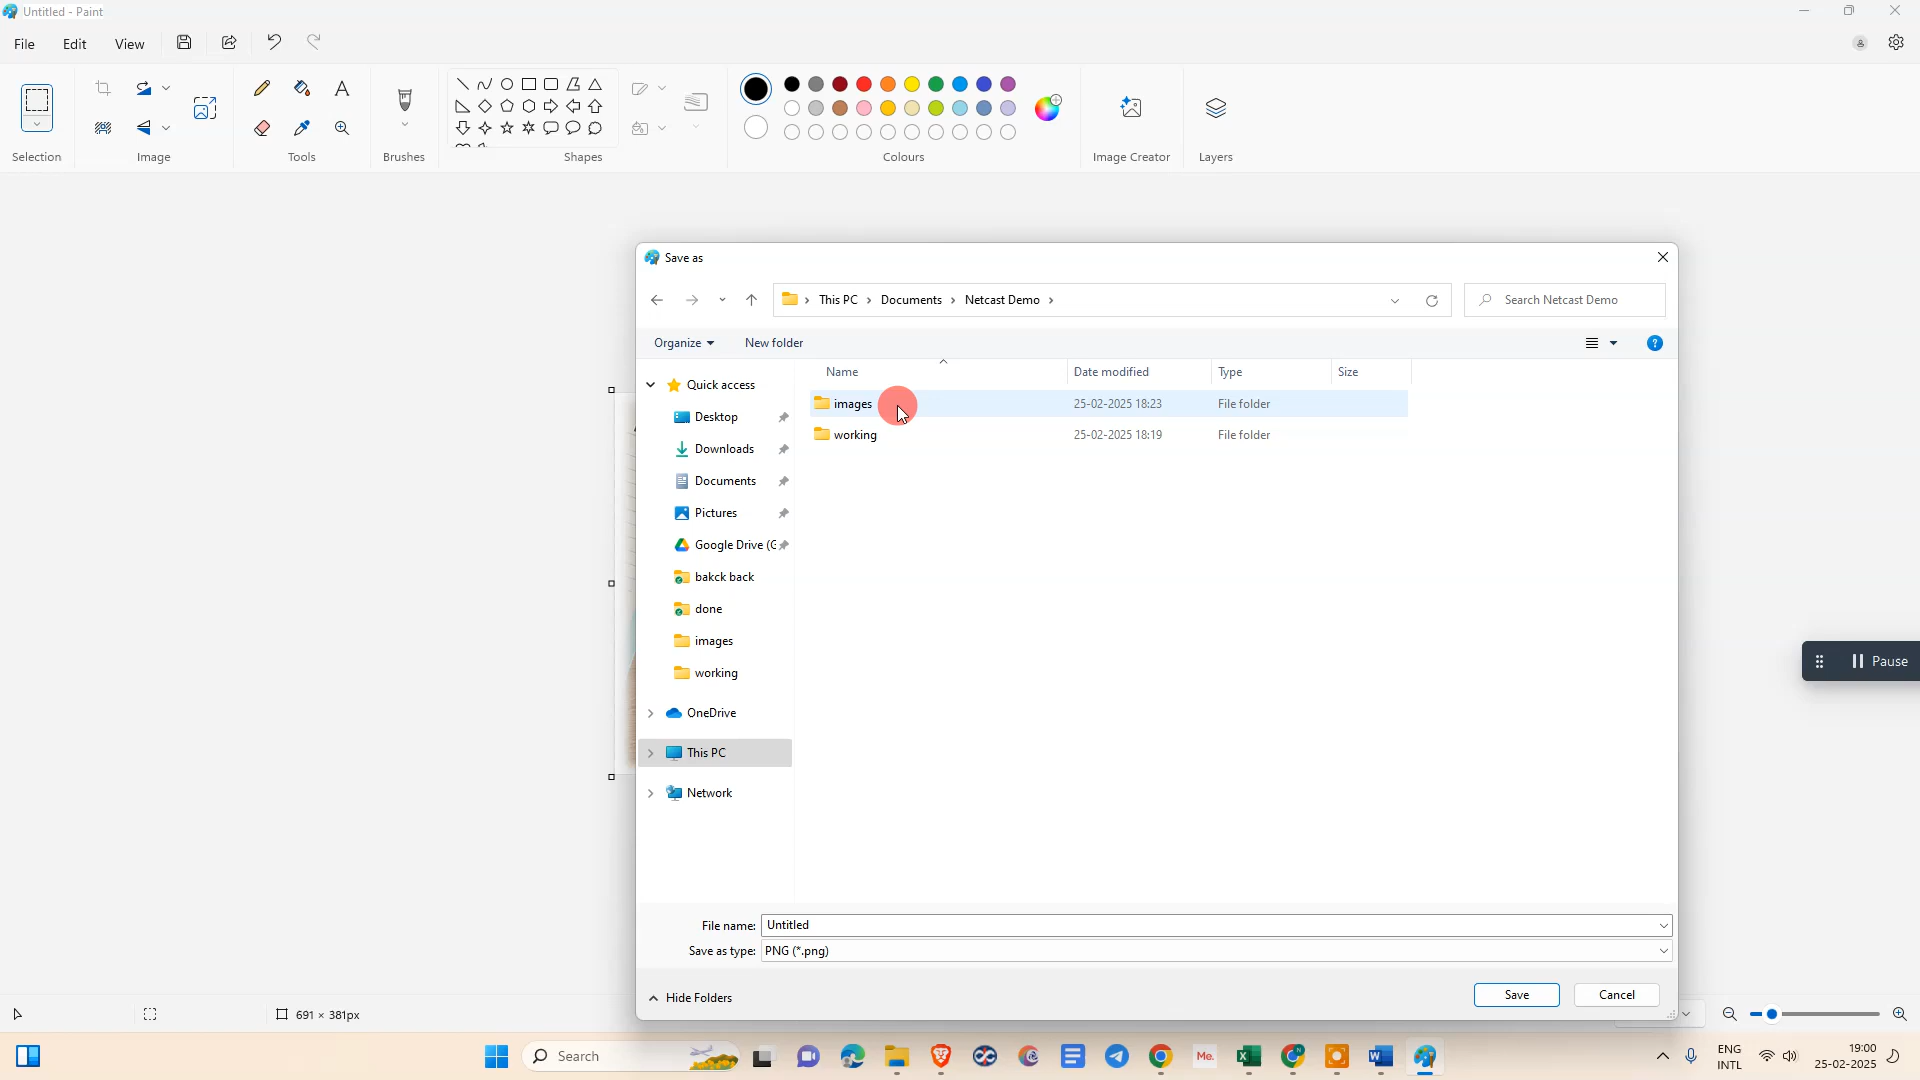 Untitled - Paint
File Edit View
Selection Image Tools Brushes Shapes Colours Image Creator Layers
Save as
This PC > Documents > Netcast Demo >
Search Netcast Demo
Organize New folder
Name Date modified Type Size
Quick access
Desktop
Downloads
Documents
Pictures
Google Drive (G
bakck back
done
images
working
OneDrive
This PC
Network
images 25-02-2025 18:23 File folder
working 25-02-2025 18:19 File folder
Pause
File name: Untitled
Save as type: PNG (*.png)
Hide Folders
Save Cancel
691 × 381px
Search
Me.
ENG
INTL
19:00
25-02-2025